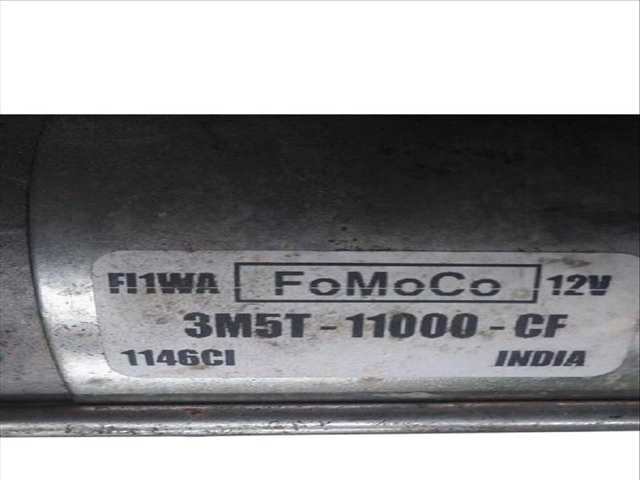 FI1WA FoMoCo 12V
3M5T-11000-CF
1146CI INDIA